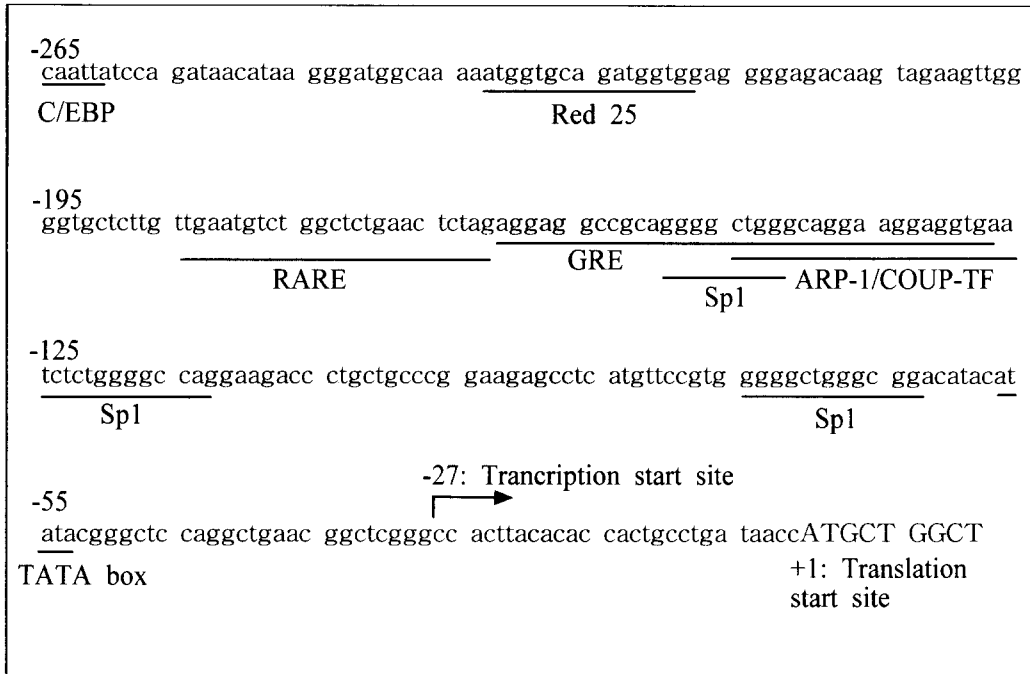 -265
caattatcca gataacataa gggatggcaa aaatggtgca gatggtggag gggagacaag tagaagttgg
C/EBP Red 25
-195
ggtgctcttg ttgaatgtct ggctctgaac tctagaggag gccgcagggg ctgggcagga aggaggtgaa
RARE GRE Sp1 ARP-1/COUP-TF
-125
tctctggggc caggaagacc ctgctgcccg gaagagcctc atgttccgtg ggggctgggc ggacatacat
Sp1 Sp1
-27: Trancription start site
-55
atacgggctc caggctgaac ggctcgggcc acttacacac cactgcctga taaccATGCT GGCT
TATA box +1: Translation
start site